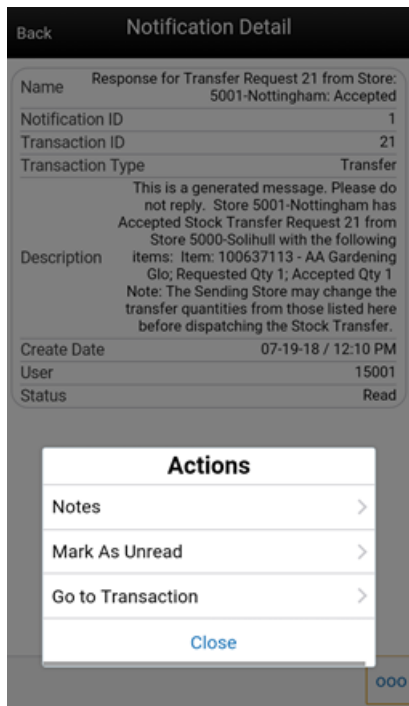 Back
Notification Detail
Name
Response for Transfer Request 21 from Store:
5001-Nottingham: Accepted
Notification ID 1
Transaction ID 21
Transaction Type Transfer
Description
This is a generated message. Please do
not reply. Store 5001-Nottingham has
Accepted Stock Transfer Request 21 from
Store 5000-Solihull with the following
items: Item: 100637113 - AA Gardening
Glo; Requested Qty 1; Accepted Qty 1
Note: The Sending Store may change the
transfer quantities from those listed here
before dispatching the Stock Transfer.
Create Date 07-19-18 / 12:10 PM
User 15001
Status Read
Actions
Notes
Mark As Unread
Go to Transaction
Close